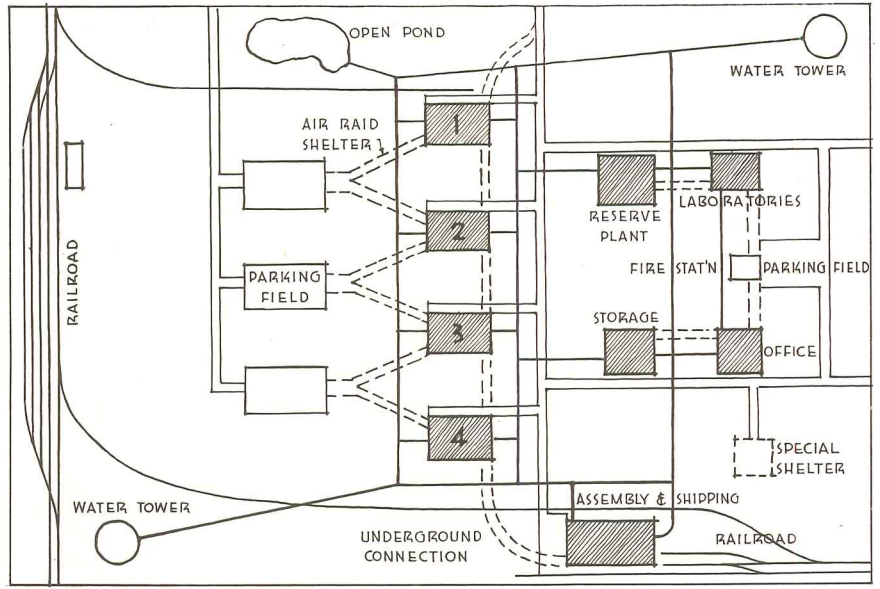 OPEN POND
WATER TOWER
AIR RAID
SHELTER
1
RESERVE
PLANT
LABORATORIES
2
RAILROAD
PARKING
FIELD
FIRE STAT'N
PARKING FIELD
STORAGE
3
OFFICE
4
SPECIAL
SHELTER
WATER TOWER
ASSEMBLY & SHIPPING
UNDERGROUND
CONNECTION
RAILROAD